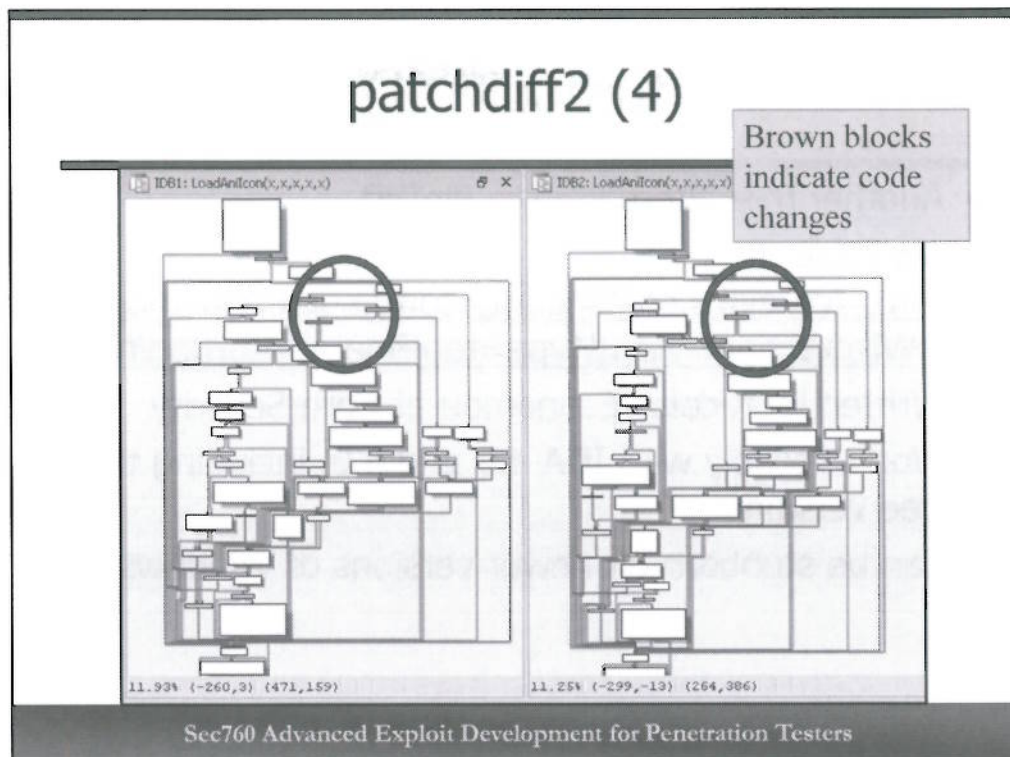 patchdiff2 (4)
Brown blocks
indicate code
changes
IDB1: LoadAniIcon(x,x,x,x,x)
IDB2: LoadAniIcon(x,x,x,x,x)
11.93% (-260,3) (471,159)
11.25% (-299,-13) (264,386)
Sec760 Advanced Exploit Development for Penetration Testers